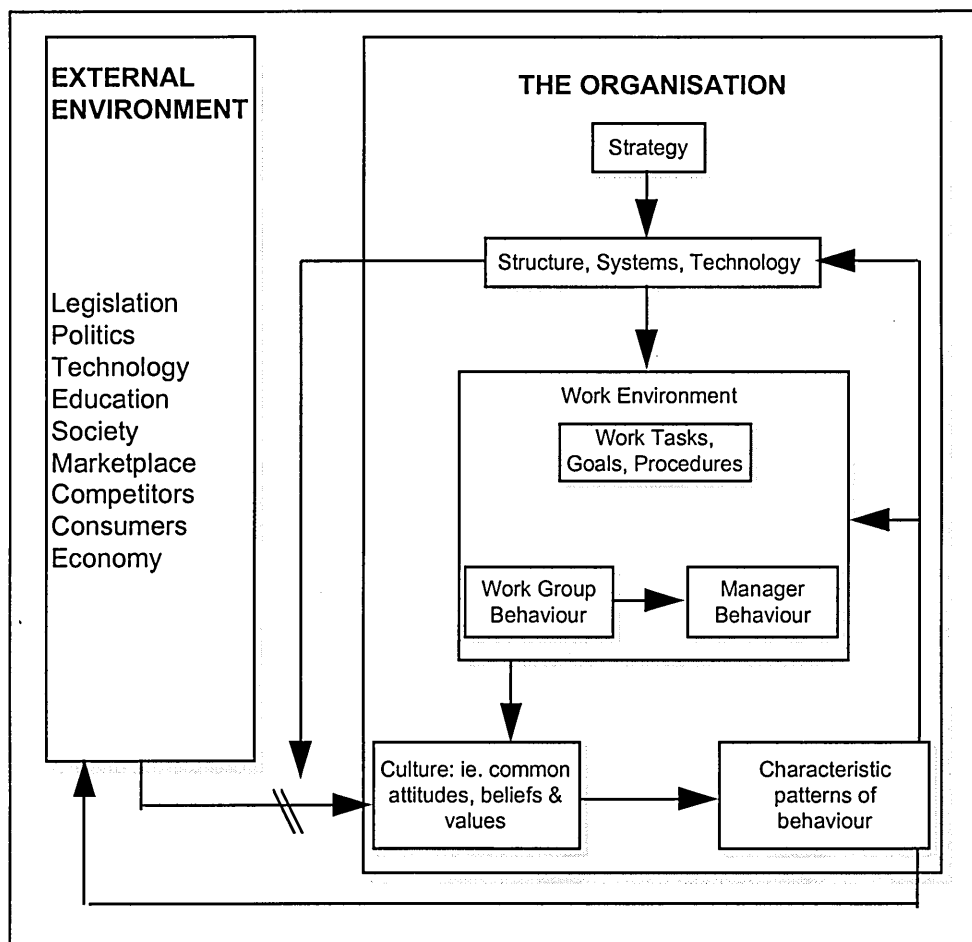 EXTERNAL
ENVIRONMENT
Legislation
Politics
Technology
Education
Society
Marketplace
Competitors
Consumers
Economy
THE ORGANISATION
Strategy
Structure, Systems, Technology
Work Environment
Work Tasks,
Goals, Procedures
Work Group
Behaviour
Manager
Behaviour
Culture: ie. common
attitudes, beliefs &
values
Characteristic
patterns of
behaviour